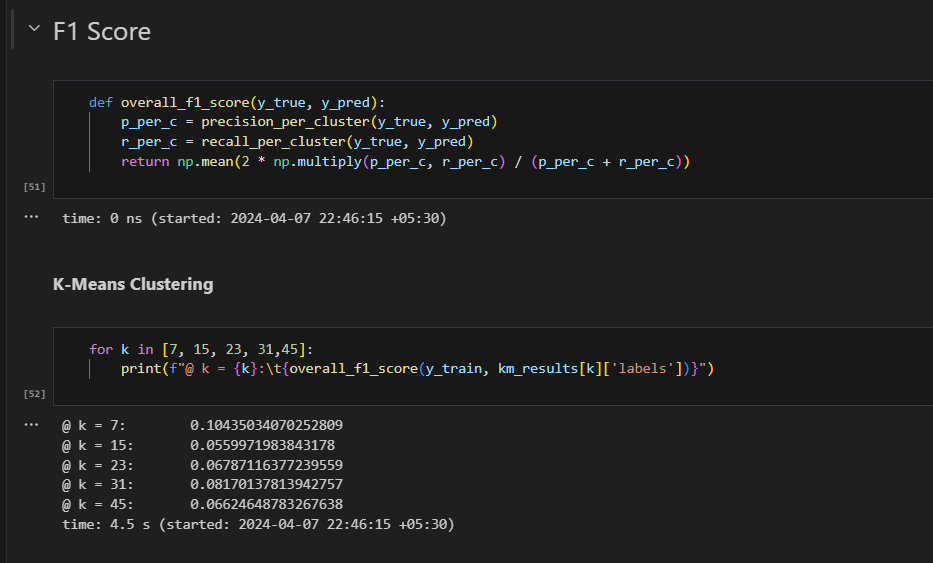 F1 Score
def overall_f1_score(y_true, y_pred):
    p_per_c = precision_per_cluster(y_true, y_pred)
    r_per_c = recall_per_cluster(y_true, y_pred)
    return np.mean(2 * np.multiply(p_per_c, r_per_c) / (p_per_c + r_per_c))
[51]
... time: 0 ns (started: 2024-04-07 22:46:15 +05:30)
K-Means Clustering
for k in [7, 15, 23, 31,45]:
    print(f"@ k = {k}:\t{overall_f1_score(y_train, km_results[k]['labels'])}")
[52]
... @ k = 7:        0.10435034070252809
@ k = 15:       0.0559971983843178
@ k = 23:       0.06787116377239559
@ k = 31:       0.08170137813942757
@ k = 45:       0.06624648783267638
time: 4.5 s (started: 2024-04-07 22:46:15 +05:30)